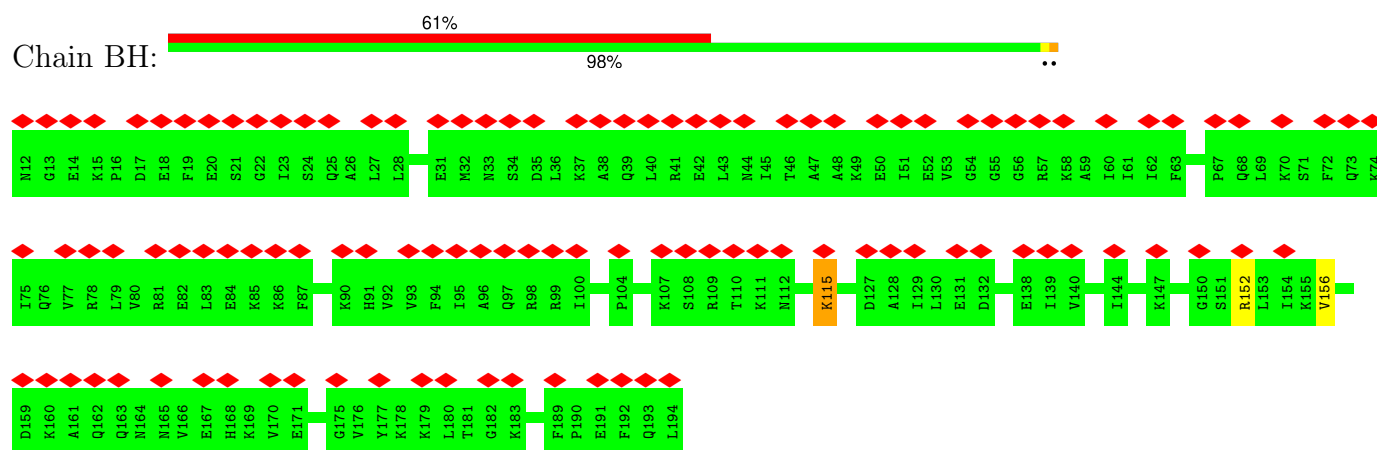 61%
Chain BH:
98%
N12 G13 E14 K15 P16 D17 E18 F19 E20 S21 G22 I23 S24 Q25 A26 L27 L28 E31 M32 N33 S34 D35 L36 K37 A38 Q39 L40 R41 E42 L43 N44 I45 T46 A47 A48 K49 E50 I51 E52 V53 G54 G55 G56 R57 K58 A59 I60 I61 I62 F63 P67 Q68 L69 K70 S71 F72 Q73 K74
I75 Q76 V77 R78 L79 V80 R81 E82 L83 E84 K85 K86 F87 K90 H91 V92 V93 F94 I95 A96 Q97 R98 R99 I100 P104 K107 S108 R109 T110 K111 N112 K115 D127 A128 I129 L130 E131 D132 E138 I139 V140 I144 K147 G150 S151 R152 L153 I154 K155 V156
D159 K160 A161 Q162 Q163 N164 N165 V166 E167 H168 K169 V170 E171 G175 V176 Y177 K178 K179 L180 T181 G182 K183 F189 P190 E191 F192 Q193 L194